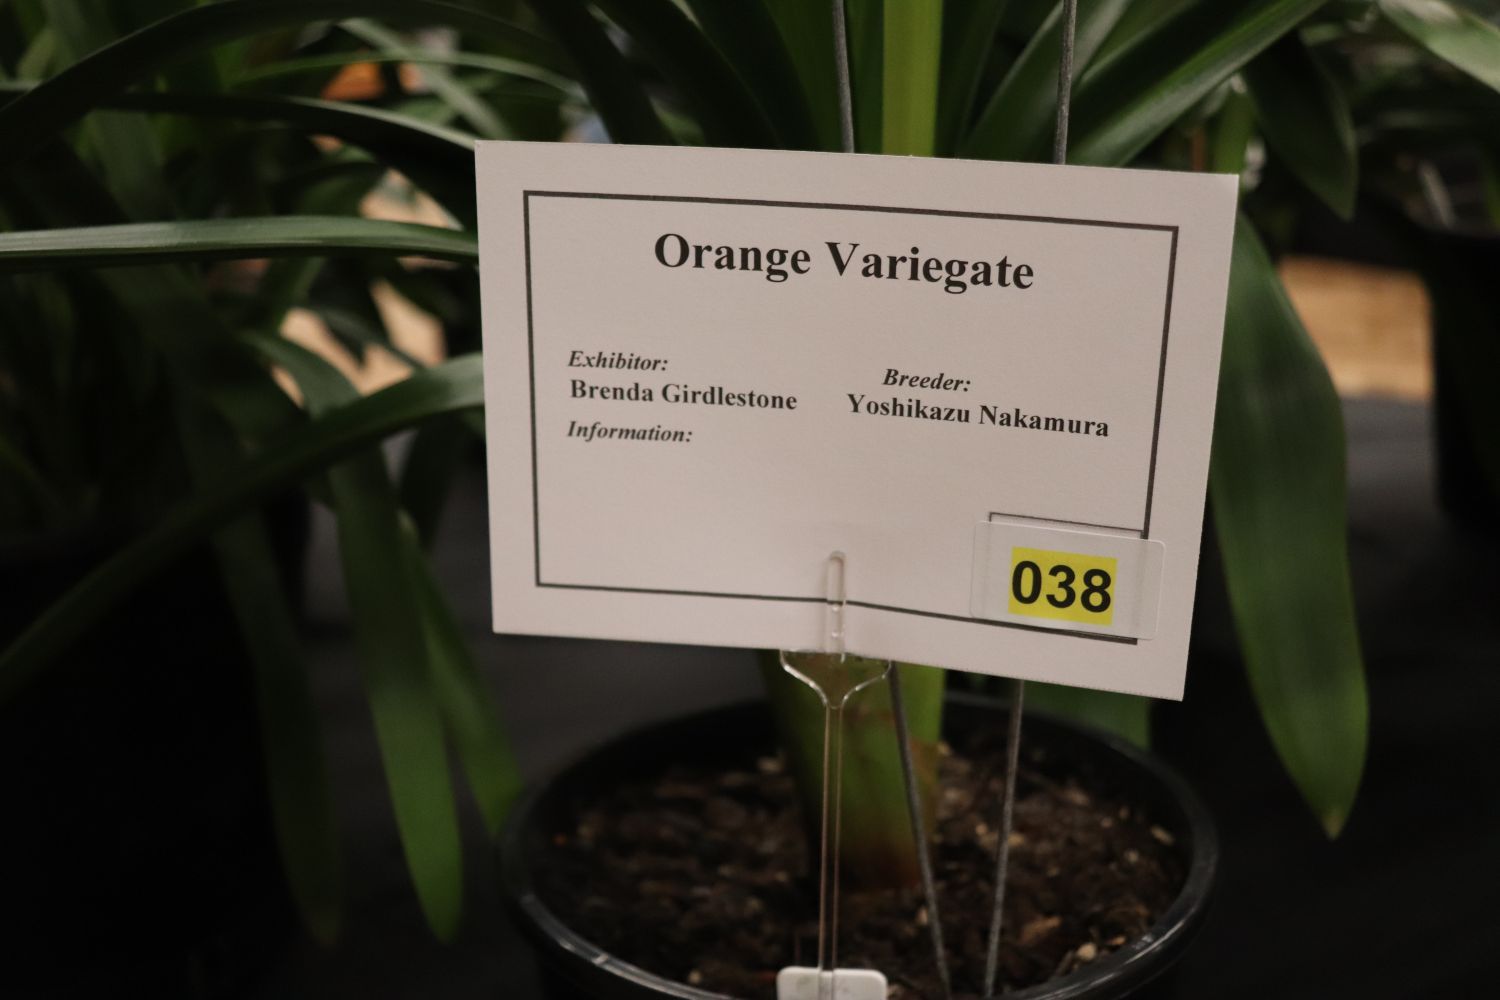 Orange Variegate
Exhibitor:
Brenda Girdlestone
Breeder:
Yoshikazu Nakamura
Information:
038